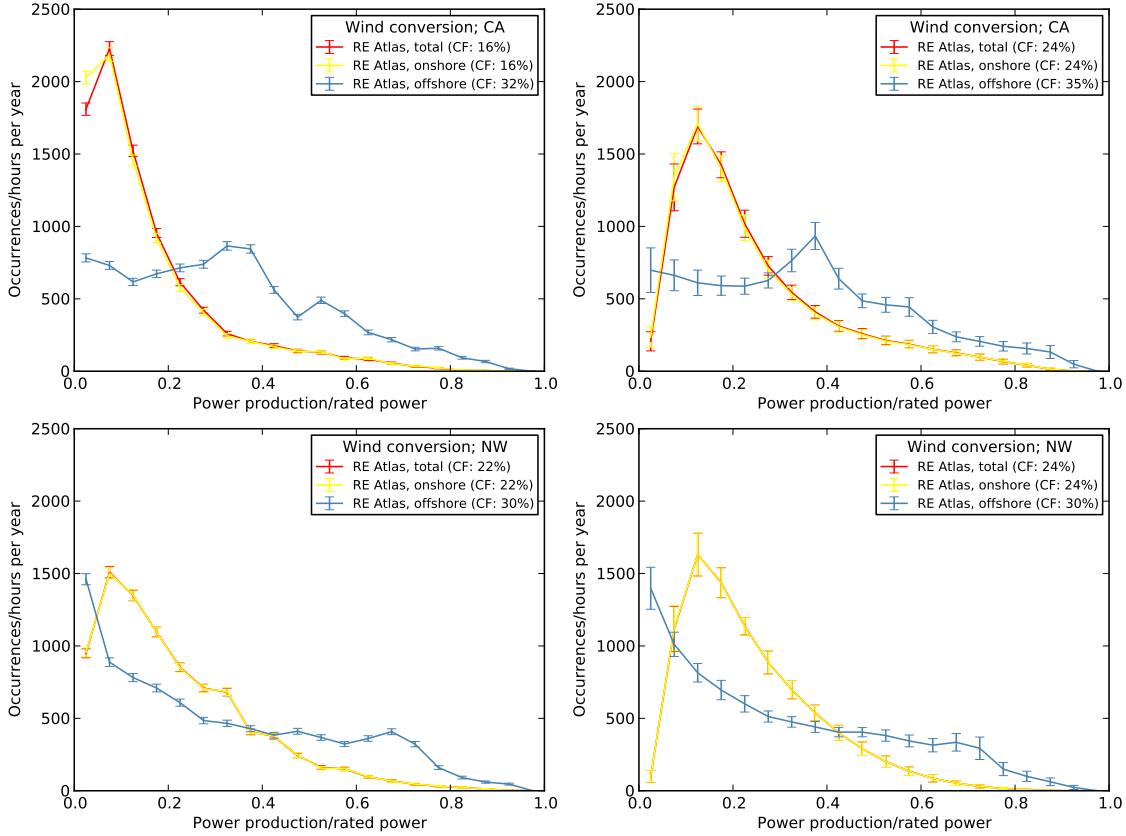 Wind conversion; CA
RE Atlas, total (CF: 16%)
RE Atlas, onshore (CF: 16%)
RE Atlas, offshore (CF: 32%)
2500
2000
1500
1000
500
0
Occurrences/hours per year
0.0 0.2 0.4 0.6 0.8 1.0
Power production/rated power
Wind conversion; CA
RE Atlas, total (CF: 24%)
RE Atlas, onshore (CF: 24%)
RE Atlas, offshore (CF: 35%)
2500
2000
1500
1000
500
0
Occurrences/hours per year
0.0 0.2 0.4 0.6 0.8 1.0
Power production/rated power
Wind conversion; NW
RE Atlas, total (CF: 22%)
RE Atlas, onshore (CF: 22%)
RE Atlas, offshore (CF: 30%)
2500
2000
1500
1000
500
0
Occurrences/hours per year
0.0 0.2 0.4 0.6 0.8 1.0
Power production/rated power
Wind conversion; NW
RE Atlas, total (CF: 24%)
RE Atlas, onshore (CF: 24%)
RE Atlas, offshore (CF: 30%)
2500
2000
1500
1000
500
0
Occurrences/hours per year
0.0 0.2 0.4 0.6 0.8 1.0
Power production/rated power